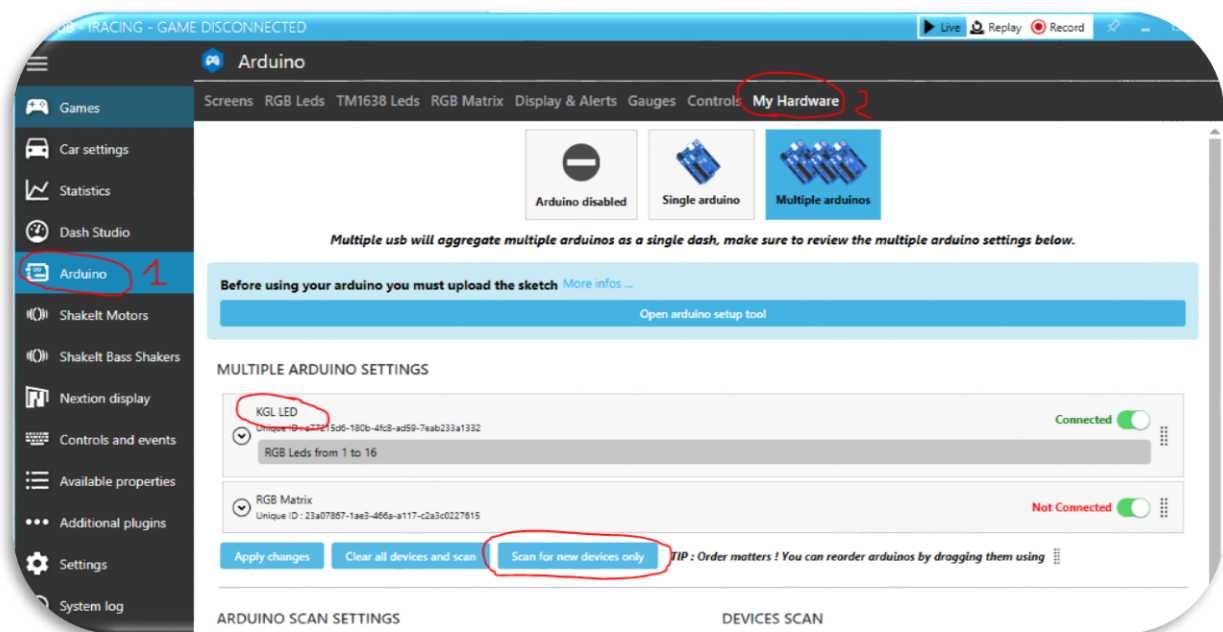 - IRACING - GAME DISCONNECTED
Live Replay Record
Arduino
Games
Car settings
Statistics
Dash Studio
Arduino 1
ShakeIt Motors
ShakeIt Bass Shakers
Nextion display
Controls and events
Available properties
Additional plugins
Settings
System log
Screens RGB Leds TM1638 Leds RGB Matrix Display & Alerts Gauges Controls My Hardware 2
Arduino disabled
Single arduino
Multiple arduinos
Multiple usb will aggregate multiple arduinos as a single dash, make sure to review the multiple arduino settings below.
Before using your arduino you must upload the sketch More infos ...
Open arduino setup tool
MULTIPLE ARDUINO SETTINGS
KGL LED
Unique ID : a77215d6-180b-4fc8-ad59-7eab233a1332
Connected
RGB Leds from 1 to 16
RGB Matrix
Unique ID : 23a07867-1ae3-466a-a117-c2a3c0227615
Not Connected
Apply changes Clear all devices and scan Scan for new devices only TIP : Order matters ! You can reorder arduinos by dragging them using
ARDUINO SCAN SETTINGS
DEVICES SCAN